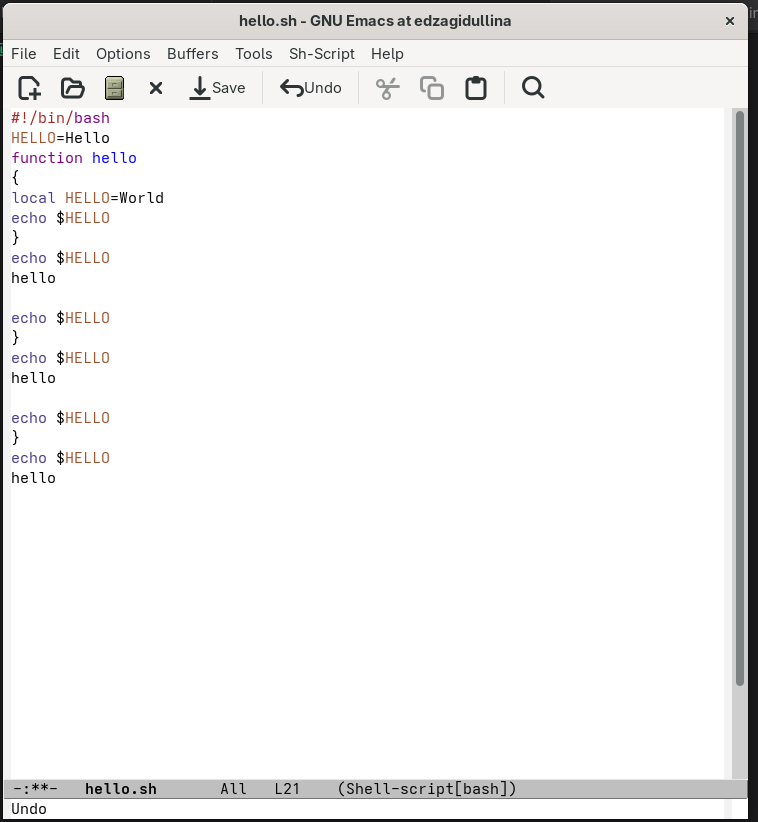 hello.sh - GNU Emacs at edzagidullina
File Edit Options Buffers Tools Sh-Script Help
Save Undo
#!/bin/bash
HELLO=Hello
function hello
{
local HELLO=World
echo $HELLO
}
echo $HELLO
hello
echo $HELLO
}
echo $HELLO
hello
echo $HELLO
}
echo $HELLO
hello
-:**- hello.sh All L21 (Shell-script[bash])
Undo